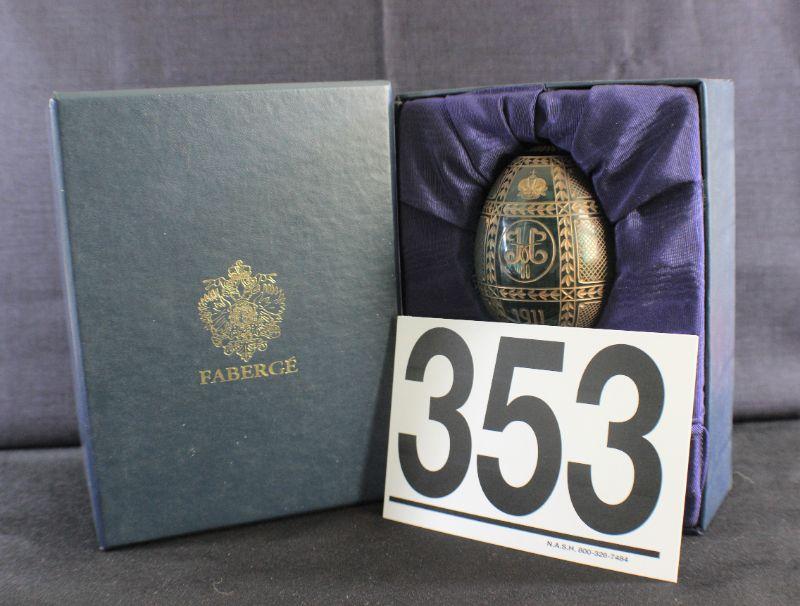 FABERGÉ
1911
353
N.A.S.H. 800-326-7484